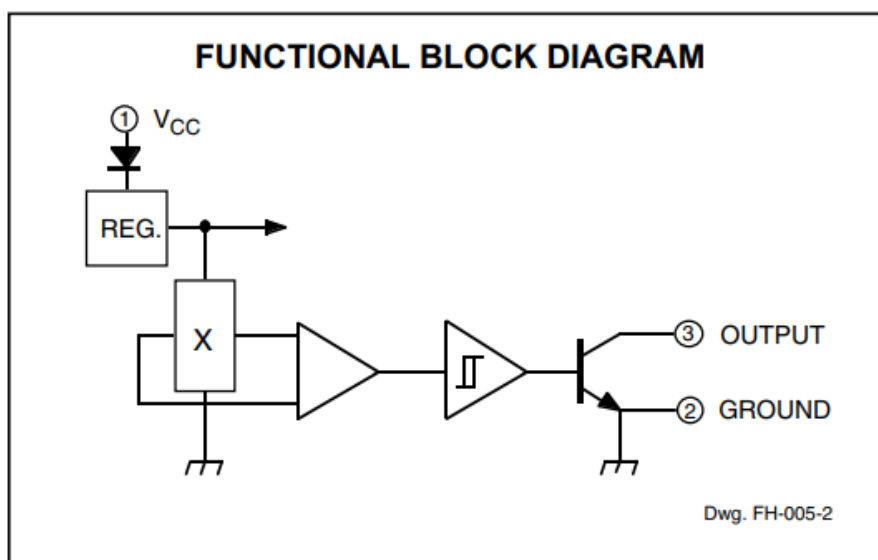 FUNCTIONAL BLOCK DIAGRAM
1 VCC
REG.
X
3 OUTPUT
2 GROUND
Dwg. FH-005-2